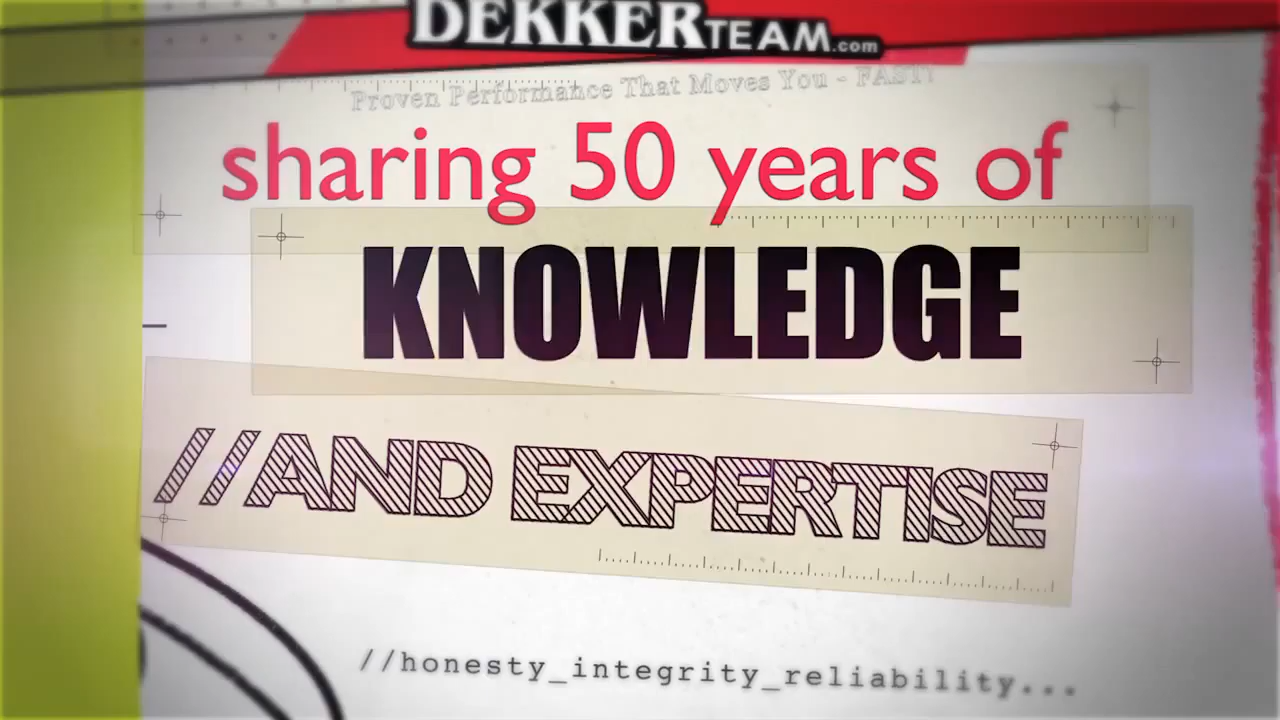 DEKKERTEAM.com
Proven Performance That Moves You - FAST!
sharing 50 years of
KNOWLEDGE
//AND EXPERTISE
//honesty_integrity_reliability...